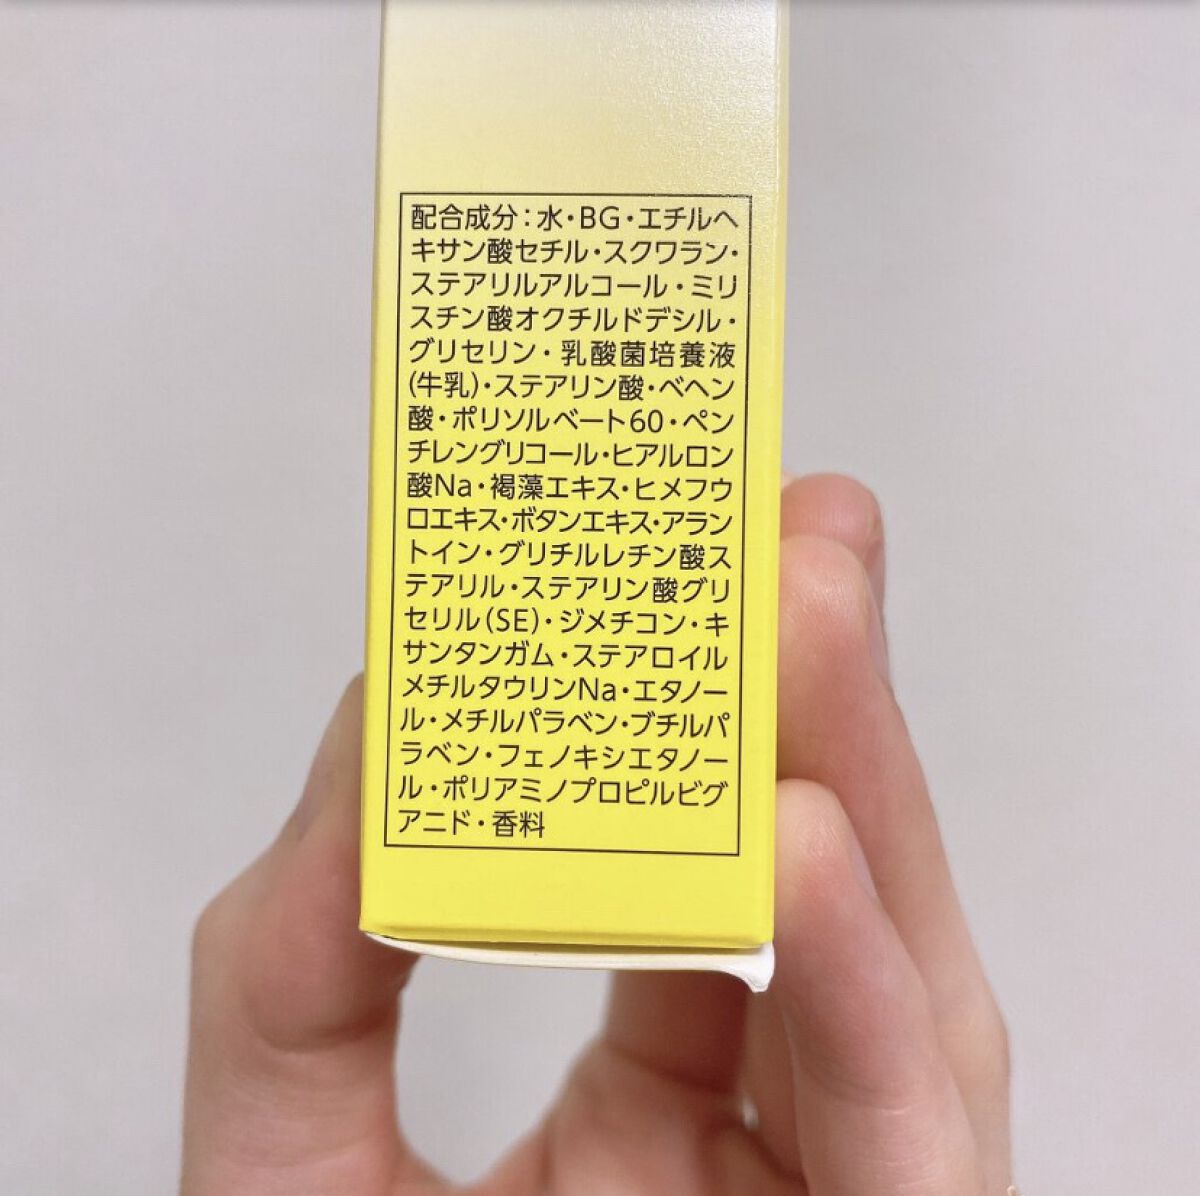 配合成分：水・BG・エチルヘ
キサン酸セチル・スクワラン・
ステアリルアルコール・ミリ
スチン酸オクチルドデシル・
グリセリン・乳酸菌培養液
(牛乳)・ステアリン酸・ベヘン
酸・ポリソルベート60・ペン
チレングリコール・ヒアルロン
酸Na・褐藻エキス・ヒメフウ
ロエキス・ボタンエキス・アラン
トイン・グリチルレチン酸ス
テアリル・ステアリン酸グリ
セリル(SE)・ジメチコン・キ
サンタンガム・ステアロイル
メチルタウリンNa・エタノー
ル・メチルパラベン・ブチルパ
ラベン・フェノキシエタノー
ル・ポリアミノプロピルビグ
アニド・香料